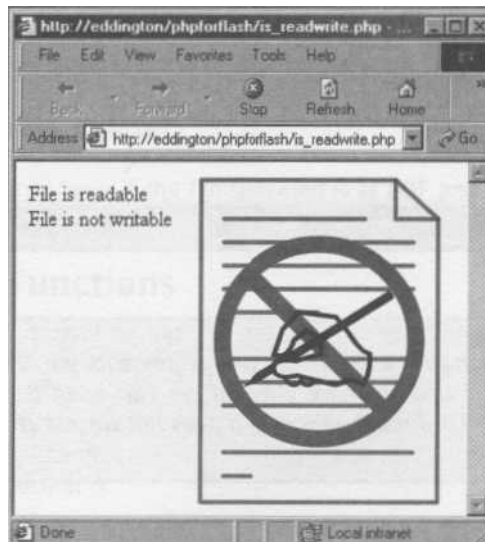 http://eddington/phpforflash/is_readwrite.php - ...
File Edit View Favorites Tools Help
Back Forward Stop Refresh Home
Address http://eddington/phpforflash/is_readwrite.php Go
File is readable
File is not writable
unctions
Done Local intranet